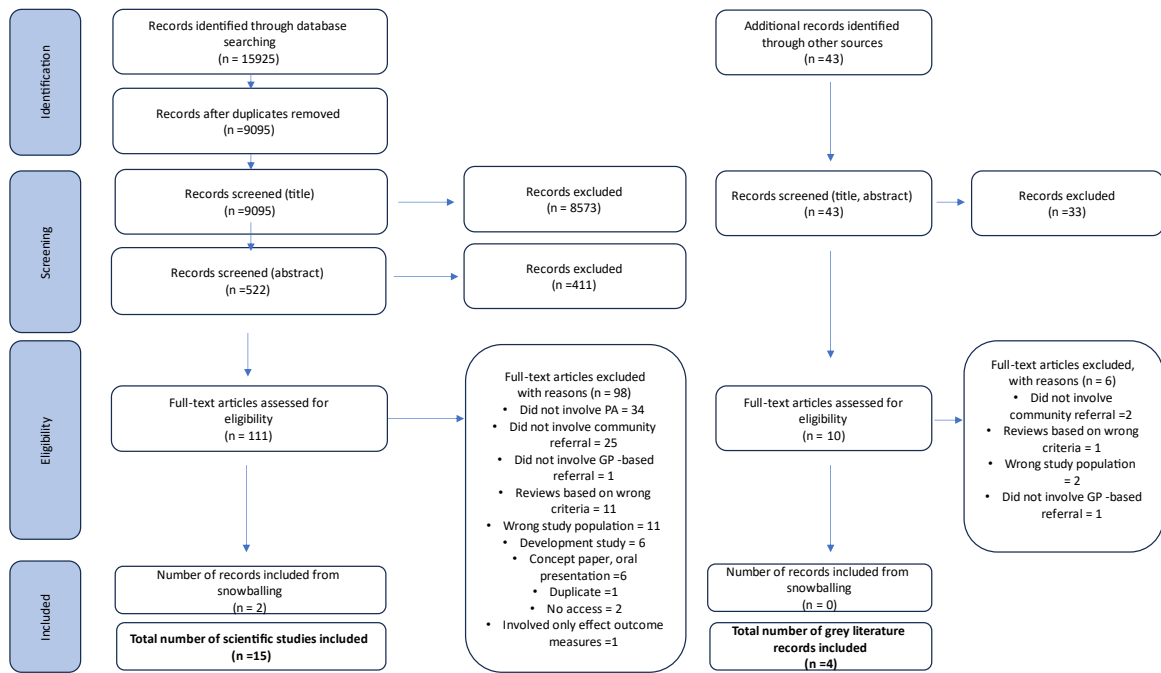 Identification
Records identified through database
searching
(n = 15925)
Records after duplicates removed
(n =9095)
Additional records identified
through other sources
(n =43)
Screening
Records screened (title)
(n =9095)
Records excluded
(n = 8573)
Records screened (abstract)
(n =522)
Records excluded
(n =411)
Records screened (title, abstract)
(n =43)
Records excluded
(n =33)
Eligibility
Full-text articles assessed for
eligibility
(n = 111)
Full-text articles excluded
with reasons (n = 98)
• Did not involve PA = 34
• Did not involve community
referral = 25
• Did not involve GP -based
referral = 1
• Reviews based on wrong
criteria = 11
• Wrong study population = 11
• Development study = 6
• Concept paper, oral
presentation =6
• Duplicate =1
• No access = 2
• Involved only effect outcome
measures =1
Full-text articles assessed for
eligibility
(n = 10)
Full-text articles excluded,
with reasons (n = 6)
• Did not involve
community referral =2
• Reviews based on wrong
criteria = 1
• Wrong study population
= 2
• Did not involve GP -based
referral = 1
Included
Number of records included from
snowballing
(n = 2)
Total number of scientific studies included
(n =15)
Number of records included from
snowballing
(n = 0)
Total number of grey literature
records included
(n =4)